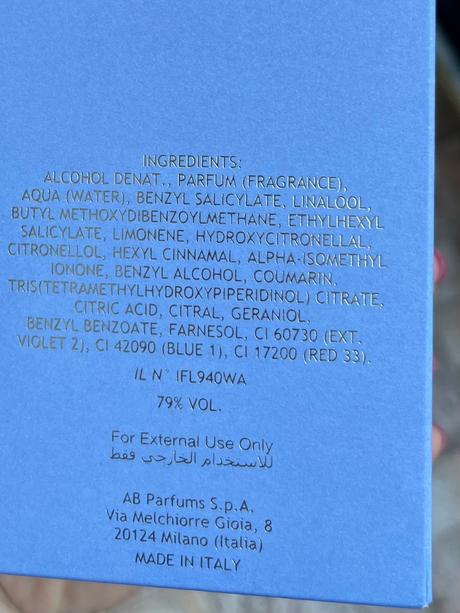 INGREDIENTS:
ALCOHOL DENAT., PARFUM (FRAGRANCE),
AQUA (WATER), BENZYL SALICYLATE, LINALOOL,
BUTYL METHOXYDIBENZOYLMETHANE, ETHYLHEXYL
SALICYLATE, LIMONENE, HYDROXYCITRONELLAL,
CITRONELLOL, HEXYL CINNAMAL, ALPHA-ISOMETHYL
IONONE, BENZYL ALCOHOL, COUMARIN,
TRIS(TETRAMETHYLHYDROXYPIPERIDINOL) CITRATE,
CITRIC ACID, CITRAL, GERANIOL.
BENZYL BENZOATE, FARNESOL, CI 60730 (EXT.
VIOLET 2), CI 42090 (BLUE 1), CI 17200 (RED 33).
IL N° IFL940WA
79% VOL.
For External Use Only
للاستخدام الخارجي فقط
AB Parfums S.p.A.
Via Melchiorre Gioia, 8
20124 Milano (Italia)
MADE IN ITALY